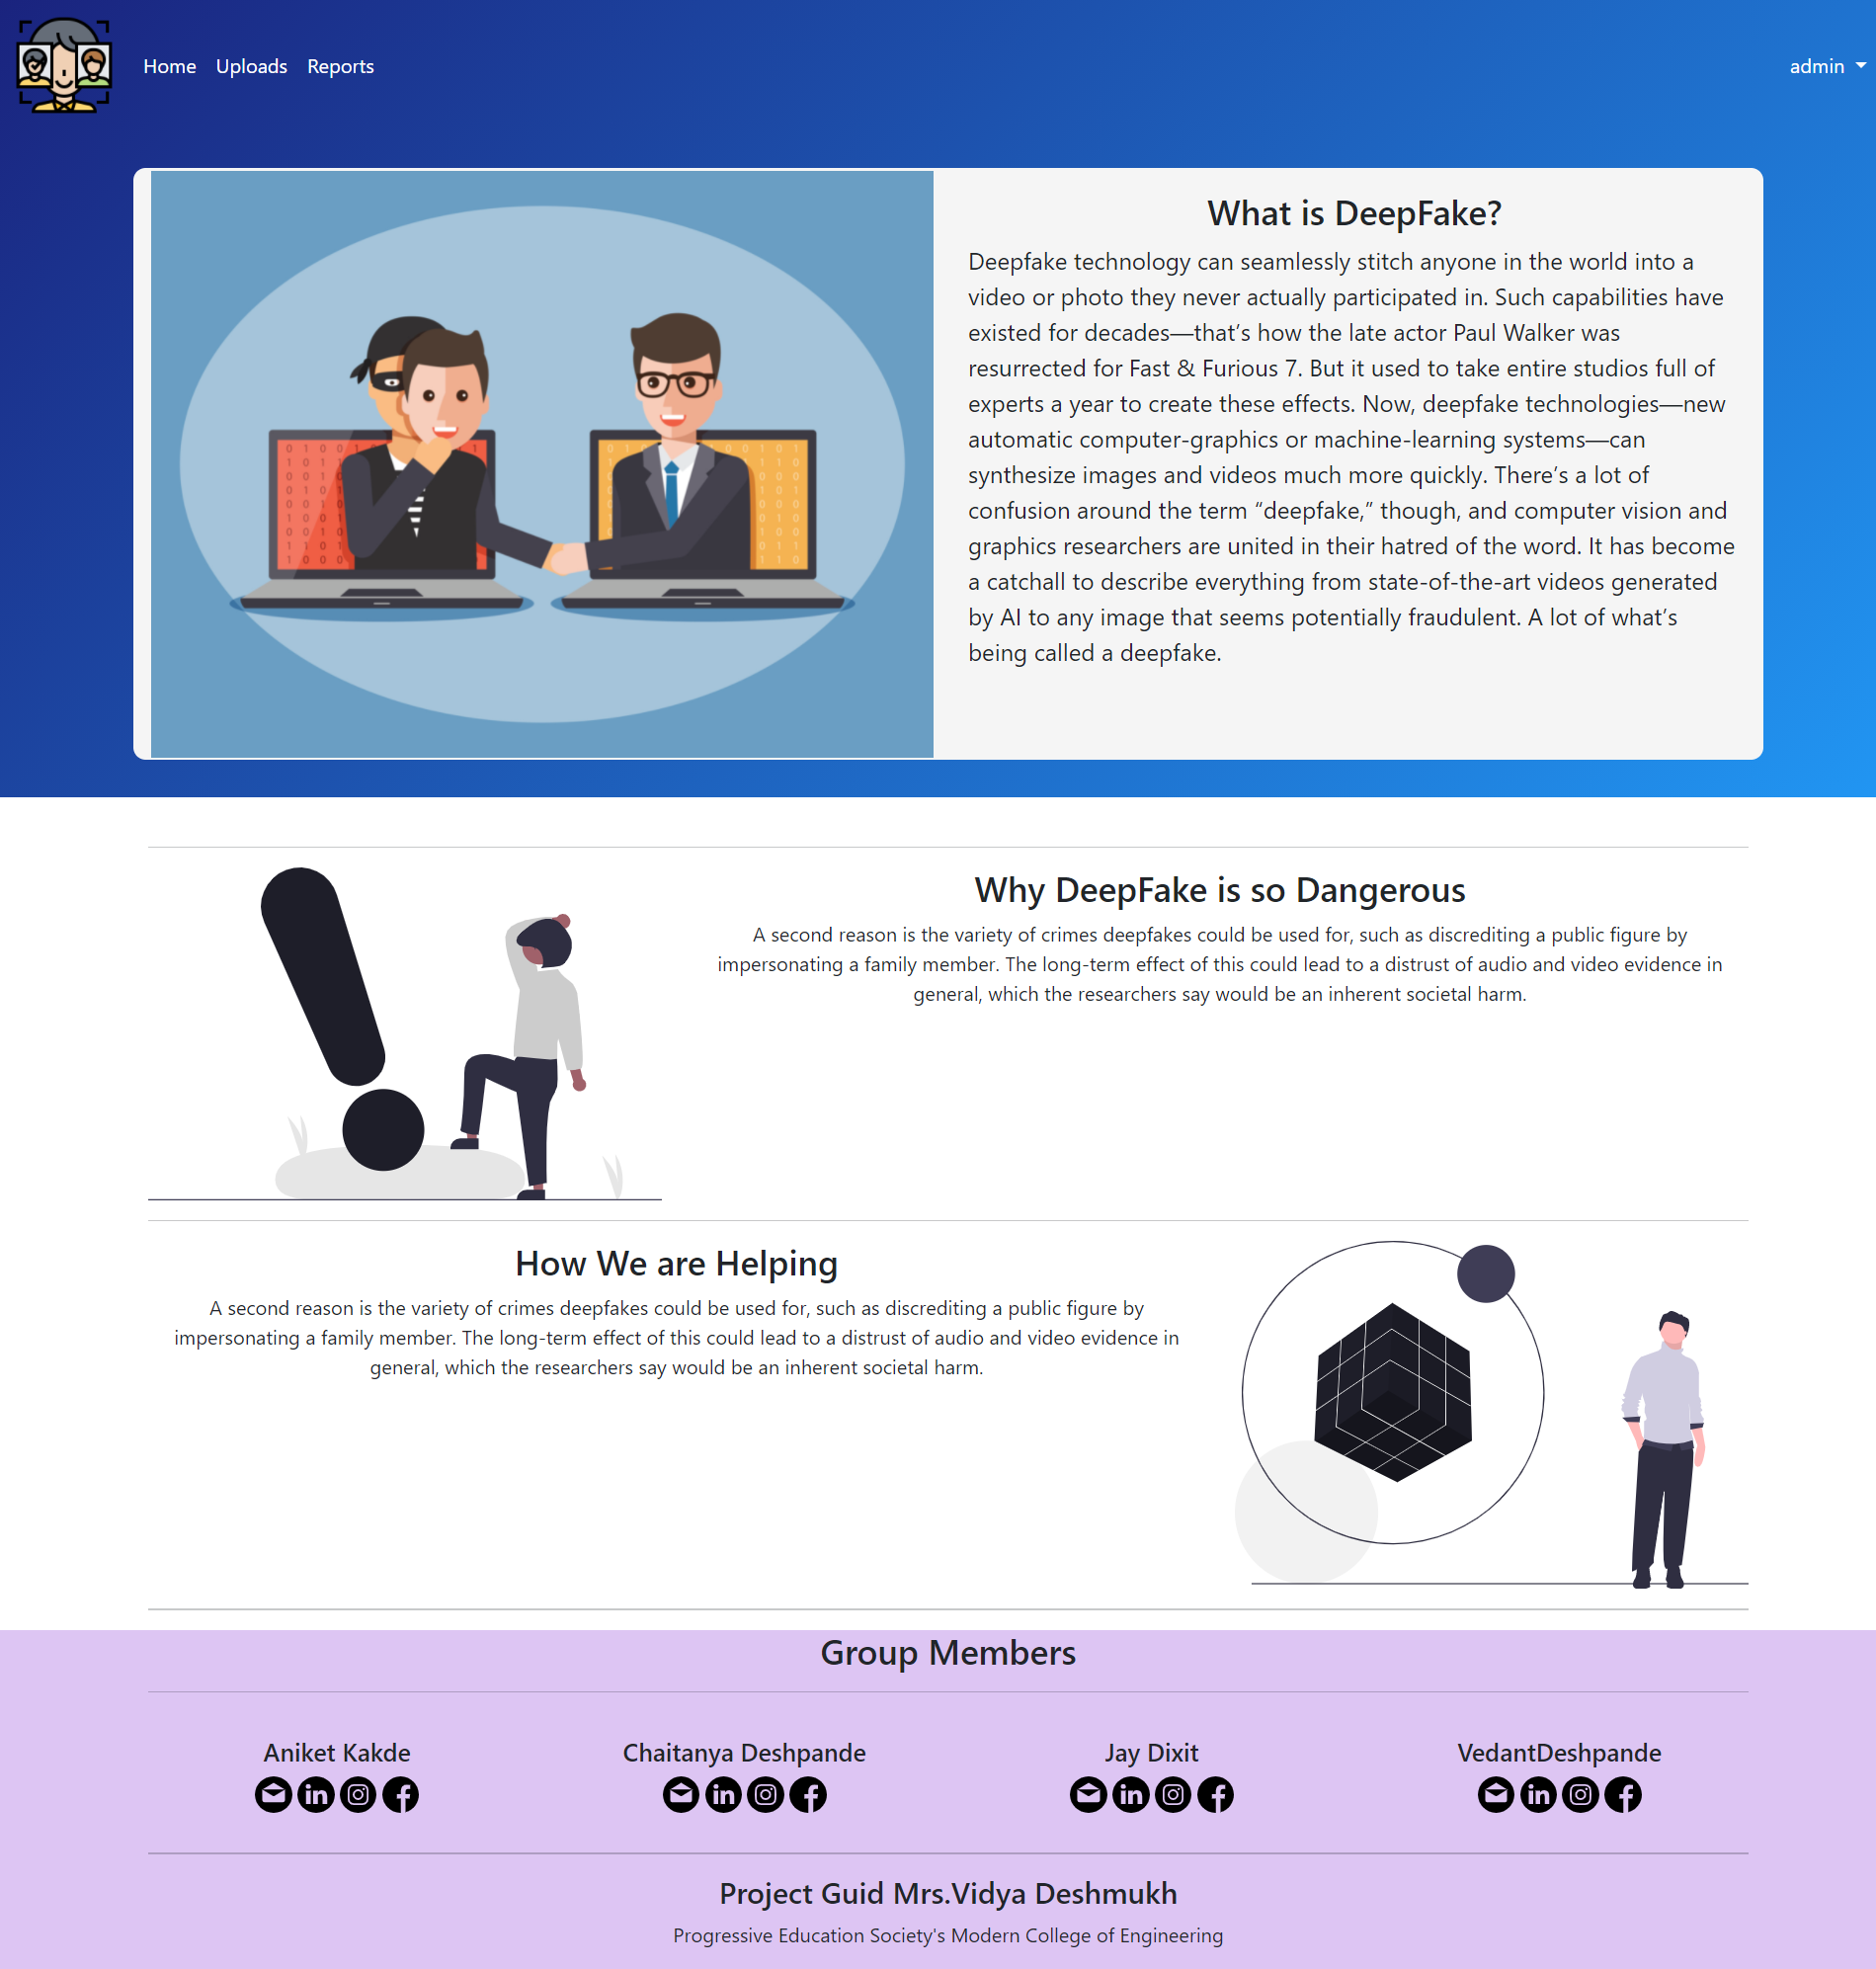 Home Uploads Reports admin
What is DeepFake?
Deepfake technology can seamlessly stitch anyone in the world into a
video or photo they never actually participated in. Such capabilities have
existed for decades—that’s how the late actor Paul Walker was
resurrected for Fast & Furious 7. But it used to take entire studios full of
experts a year to create these effects. Now, deepfake technologies—new
automatic computer-graphics or machine-learning systems—can
synthesize images and videos much more quickly. There’s a lot of
confusion around the term “deepfake,” though, and computer vision and
graphics researchers are united in their hatred of the word. It has become
a catchall to describe everything from state-of-the-art videos generated
by AI to any image that seems potentially fraudulent. A lot of what’s
being called a deepfake.
Why DeepFake is so Dangerous
A second reason is the variety of crimes deepfakes could be used for, such as discrediting a public figure by
impersonating a family member. The long-term effect of this could lead to a distrust of audio and video evidence in
general, which the researchers say would be an inherent societal harm.
How We are Helping
A second reason is the variety of crimes deepfakes could be used for, such as discrediting a public figure by
impersonating a family member. The long-term effect of this could lead to a distrust of audio and video evidence in
general, which the researchers say would be an inherent societal harm.
Group Members
Aniket Kakde
Chaitanya Deshpande
Jay Dixit
VedantDeshpande
Project Guid Mrs.Vidya Deshmukh
Progressive Education Society's Modern College of Engineering